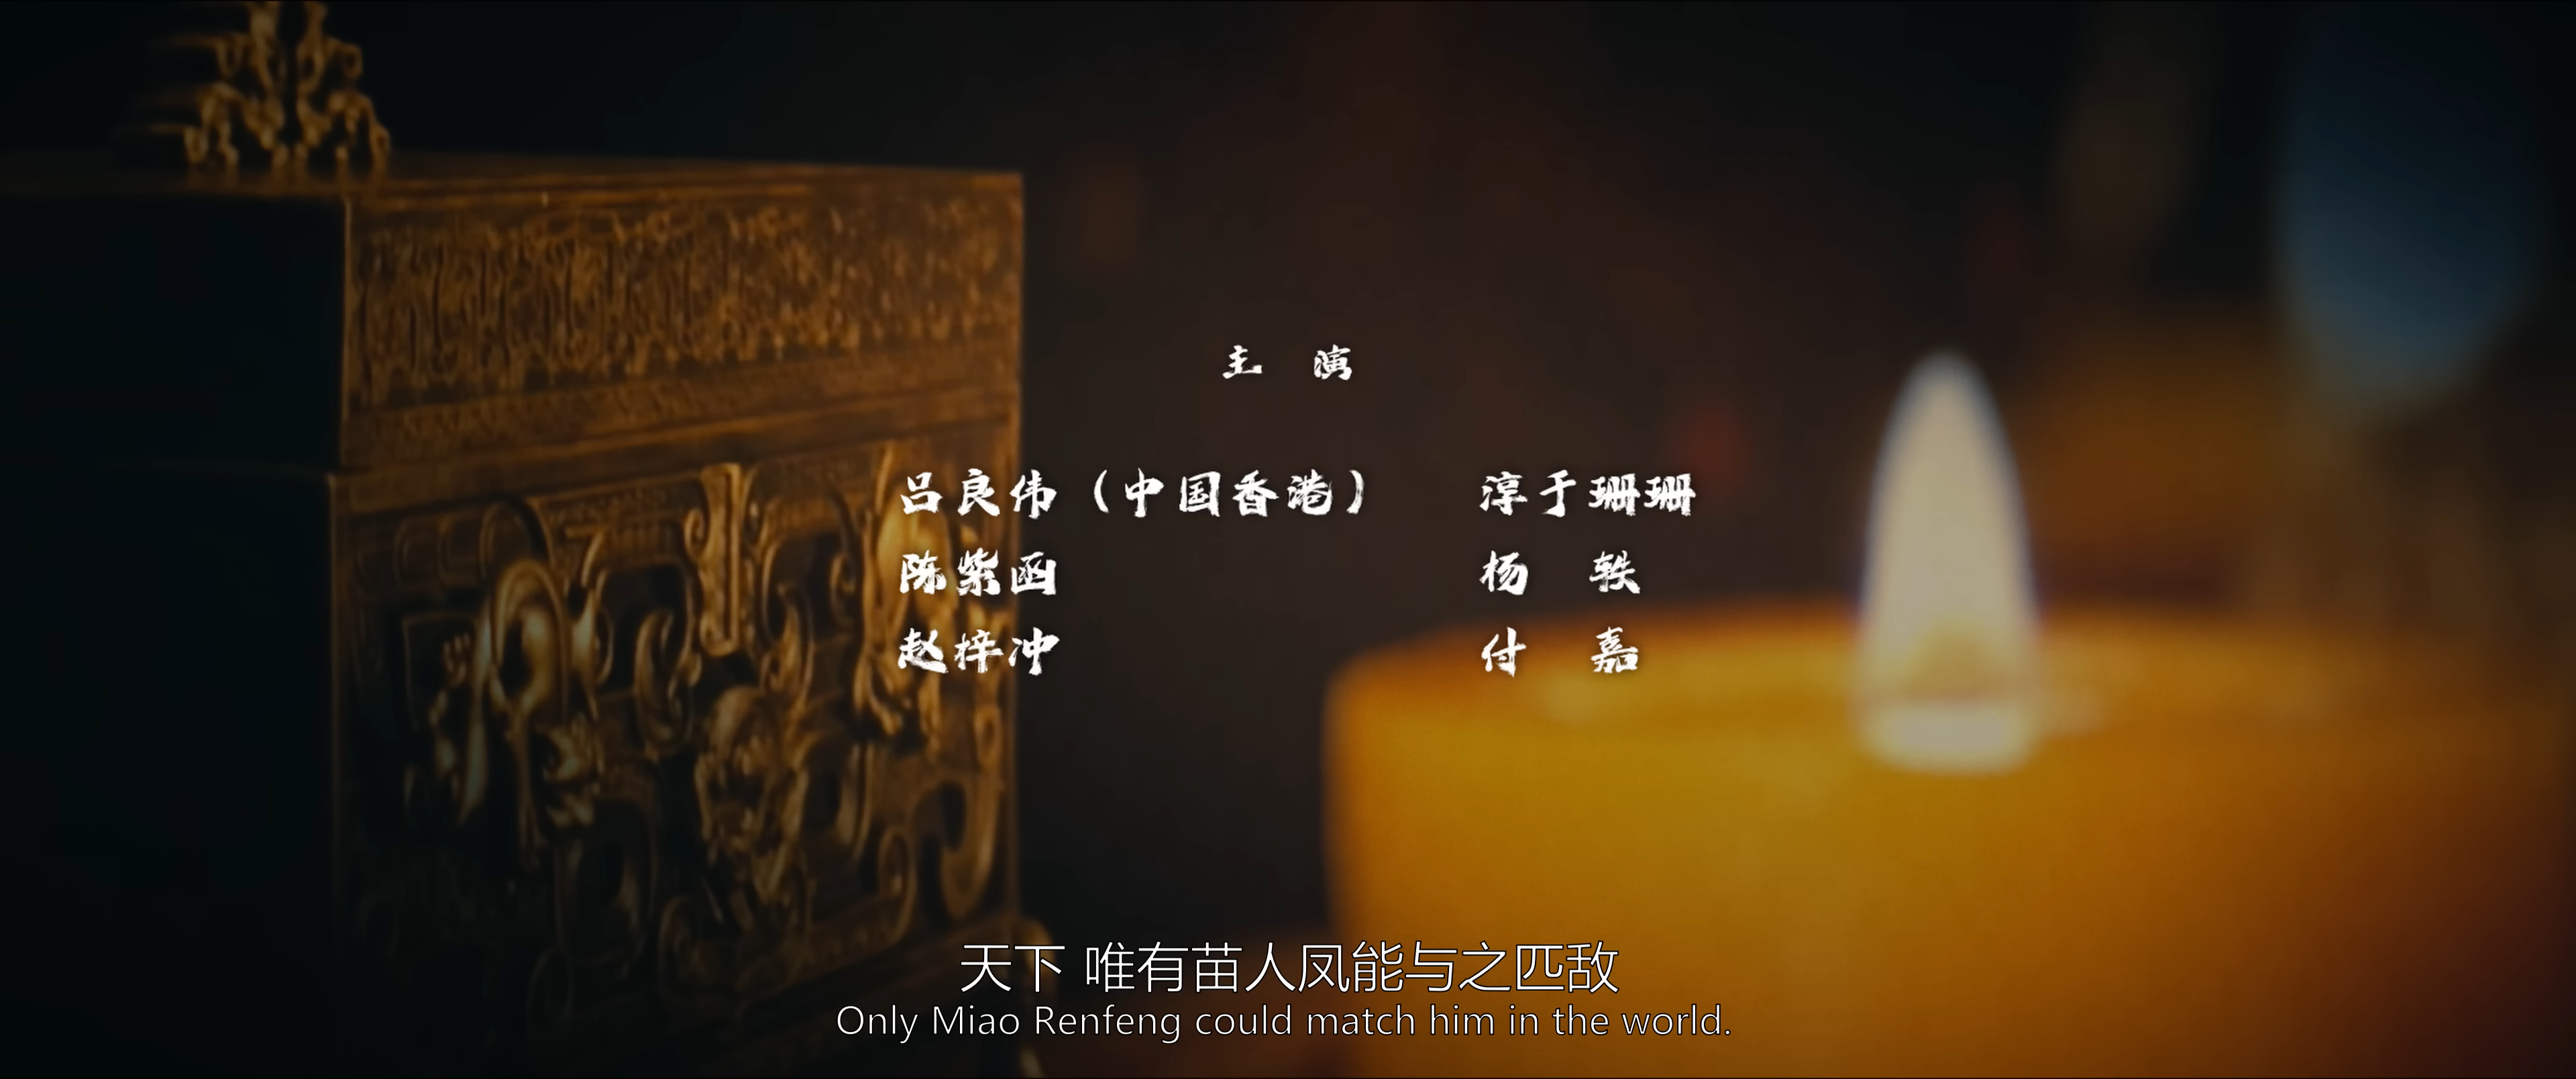 主 演
吕良伟（中国香港） 淳于珊珊
陈紫函 杨 轶
赵梓冲 付 嘉
天下 唯有苗人凤能与之匹敌
Only Miao Renfeng could match him in the world.